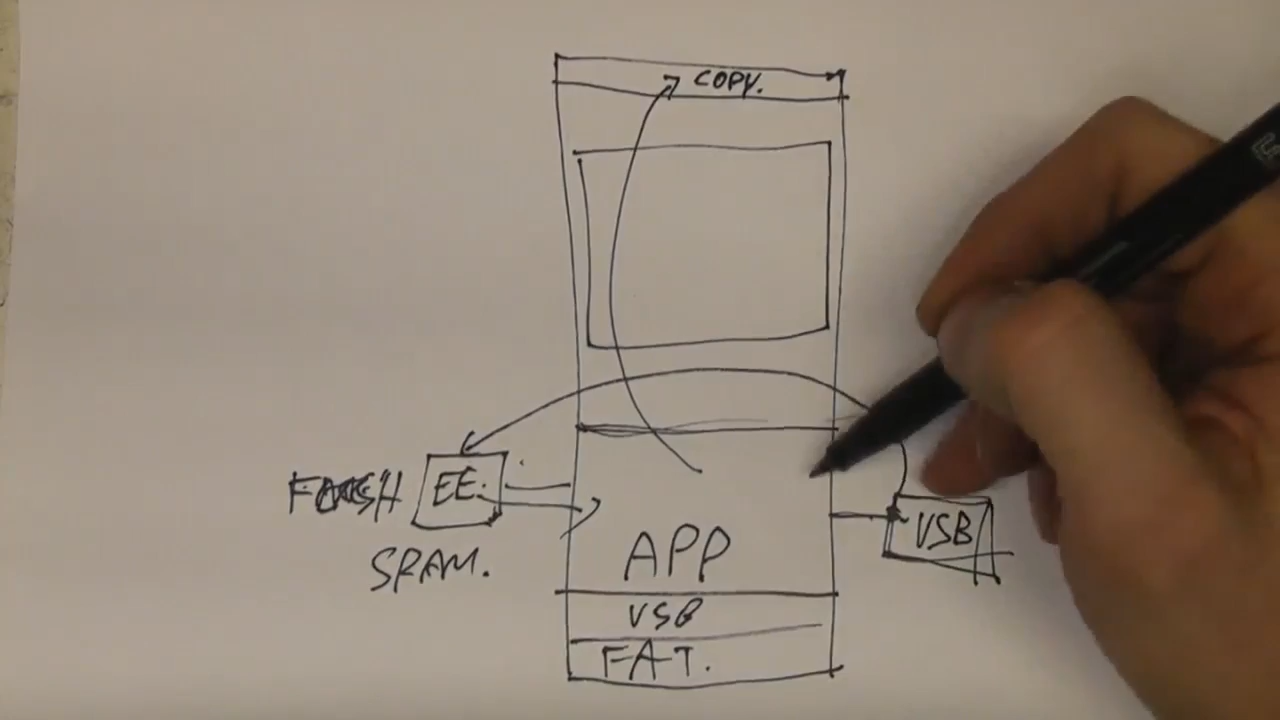 COPY.
FLASH
EE.
SRAM.
APP
USB
USB
FAT.